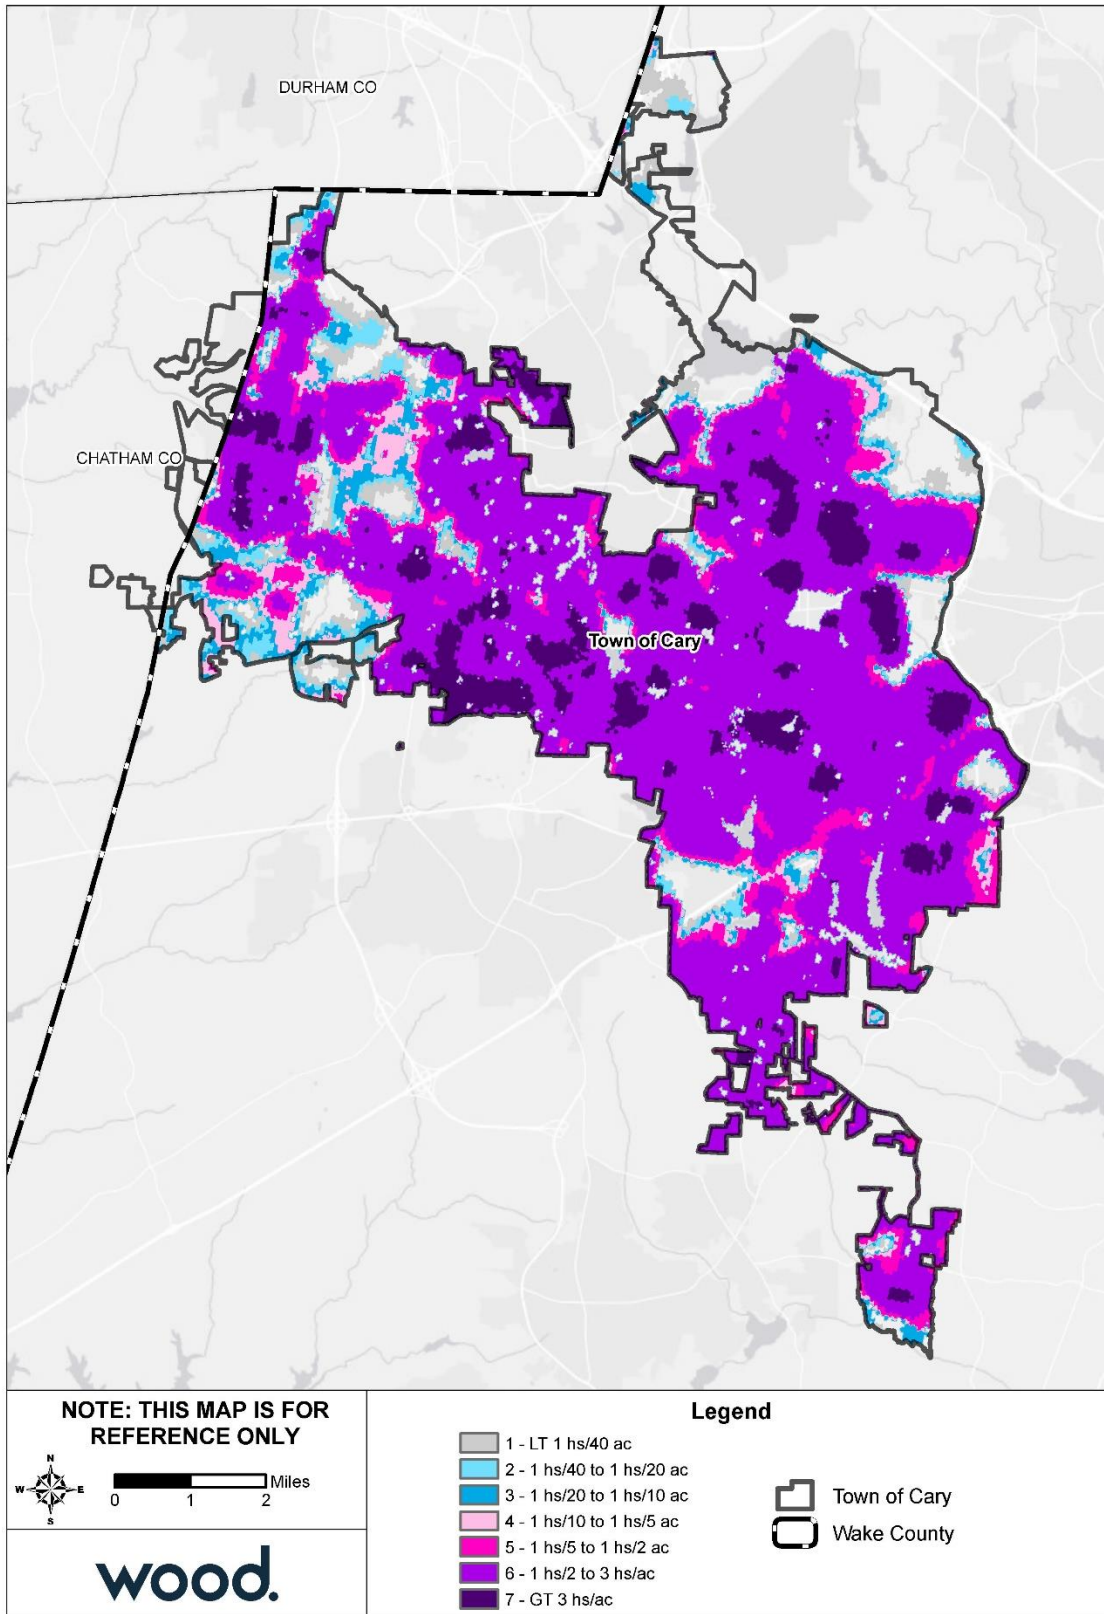 DURHAM CO
CHATHAM CO
Town of Cary
NOTE: THIS MAP IS FOR
REFERENCE ONLY
N
W E
S
Miles
0 1 2
wood.
Legend
1 - LT 1 hs/40 ac
2 - 1 hs/40 to 1 hs/20 ac
3 - 1 hs/20 to 1 hs/10 ac
4 - 1 hs/10 to 1 hs/5 ac
5 - 1 hs/5 to 1 hs/2 ac
6 - 1 hs/2 to 3 hs/ac
7 - GT 3 hs/ac
Town of Cary
Wake County